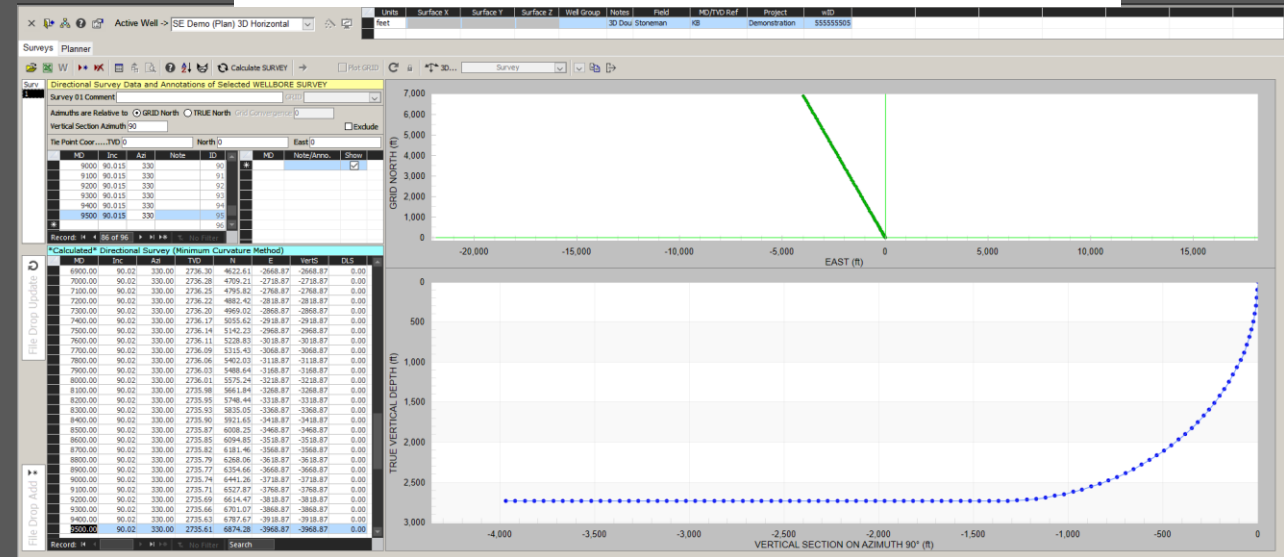 Units Surface X Surface Y Surface Z Well Group Notes Field MD/TVD Ref Project wID
Active Well -> SE Demo (Plan) 3D Horizontal
feet 3D Dou Stoneman KB Demonstration 555555505
Surveys Planner
Calculate SURVEY Plot GRID 3D... Survey
Surv Directional Survey Data and Annotations of Selected WELLBORE SURVEY
1 Survey 01 Comment GRID
Azimuths are Relative to GRID North TRUE North Grid Convergence 0
Vertical Section Azimuth 90 Exclude
Tie Point Coor.....TVD 0 North 0 East 0
MD Inc Azi Note ID MD Note/Anno. Show
9000 90.015 330 90
9100 90.015 330 91
9200 90.015 330 92
9300 90.015 330 93
9400 90.015 330 94
9500 90.015 330 95
96
Record: 86 of 96 No Filter
*Calculated* Directional Survey (Minimum Curvature Method)
MD Inc Azi TVD N E VertS DLS
6900.00 90.02 330.00 2736.30 4622.61 -2668.87 -2668.87 0.00
7000.00 90.02 330.00 2736.28 4709.21 -2718.87 -2718.87 0.00
7100.00 90.02 330.00 2736.25 4795.82 -2768.87 -2768.87 0.00
7200.00 90.02 330.00 2736.22 4882.42 -2818.87 -2818.87 0.00
7300.00 90.02 330.00 2736.20 4969.02 -2868.87 -2868.87 0.00
7400.00 90.02 330.00 2736.17 5055.62 -2918.87 -2918.87 0.00
7500.00 90.02 330.00 2736.14 5142.23 -2968.87 -2968.87 0.00
7600.00 90.02 330.00 2736.11 5228.83 -3018.87 -3018.87 0.00
7700.00 90.02 330.00 2736.09 5315.43 -3068.87 -3068.87 0.00
7800.00 90.02 330.00 2736.06 5402.03 -3118.87 -3118.87 0.00
7900.00 90.02 330.00 2736.03 5488.64 -3168.87 -3168.87 0.00
8000.00 90.02 330.00 2736.01 5575.24 -3218.87 -3218.87 0.00
8100.00 90.02 330.00 2735.98 5661.84 -3268.87 -3268.87 0.00
8200.00 90.02 330.00 2735.95 5748.44 -3318.87 -3318.87 0.00
8300.00 90.02 330.00 2735.93 5835.05 -3368.87 -3368.87 0.00
8400.00 90.02 330.00 2735.90 5921.65 -3418.87 -3418.87 0.00
8500.00 90.02 330.00 2735.87 6008.25 -3468.87 -3468.87 0.00
8600.00 90.02 330.00 2735.85 6094.85 -3518.87 -3518.87 0.00
8700.00 90.02 330.00 2735.82 6181.46 -3568.87 -3568.87 0.00
8800.00 90.02 330.00 2735.79 6268.06 -3618.87 -3618.87 0.00
8900.00 90.02 330.00 2735.77 6354.66 -3668.87 -3668.87 0.00
9000.00 90.02 330.00 2735.74 6441.26 -3718.87 -3718.87 0.00
9100.00 90.02 330.00 2735.71 6527.87 -3768.87 -3768.87 0.00
9200.00 90.02 330.00 2735.69 6614.47 -3818.87 -3818.87 0.00
9300.00 90.02 330.00 2735.66 6701.07 -3868.87 -3868.87 0.00
9400.00 90.02 330.00 2735.63 6787.67 -3918.87 -3918.87 0.00
9500.00 90.02 330.00 2735.61 6874.28 -3968.87 -3968.87 0.00
Record: No Filter Search
File Drop Update
File Drop Add
GRID NORTH (ft)
7,000
6,000
5,000
4,000
3,000
2,000
1,000
0
-20,000 -15,000 -10,000 -5,000 0 5,000 10,000 15,000
EAST (ft)
TRUE VERTICAL DEPTH (ft)
0
500
1,000
1,500
2,000
2,500
3,000
-4,000 -3,500 -3,000 -2,500 -2,000 -1,500 -1,000 -500 0
VERTICAL SECTION ON AZIMUTH 90° (ft)